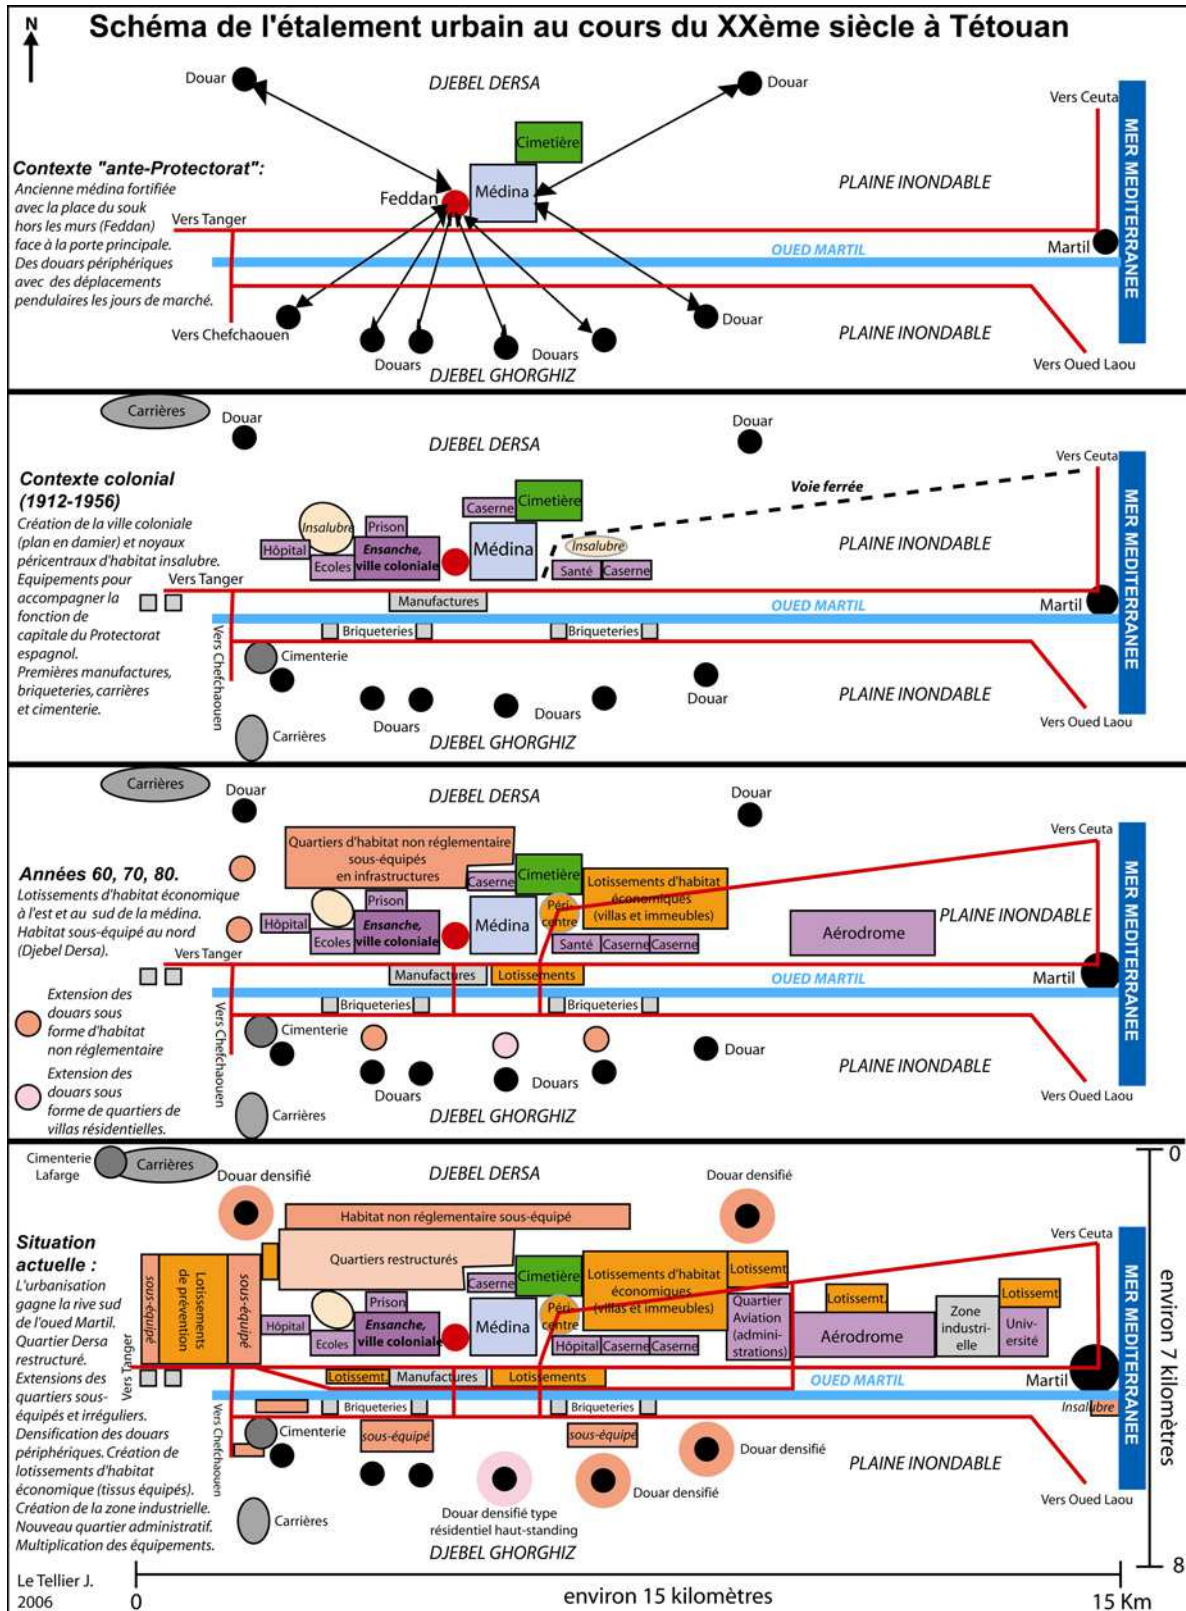 Schéma de l'étalement urbain au cours du XXème siècle à Tétouan
N
Douar
DJEBEL DERSA
Douar
Vers Ceuta
Cimetière
Contexte "ante-Protectorat":
Ancienne médina fortifiée
avec la place du souk
hors les murs (Feddan)
face à la porte principale.
Des douars périphériques
avec des déplacements
pendulaires les jours de marché.
Feddan
Médina
PLAINE INONDABLE
Vers Tanger
OUED MARTIL
Martil
MER MEDITERRANEE
Vers Chefchaouen
Douars
Douars
Douar
PLAINE INONDABLE
DJEBEL GHORGHIZ
Vers Oued Laou
Carrières
Douar
DJEBEL DERSA
Douar
Vers Ceuta
Contexte colonial
(1912-1956)
Création de la ville coloniale
(plan en damier) et noyaux
péricentraux d'habitat insalubre.
Equipements pour
accompagner la
fonction de
capitale du Protectorat
espagnol.
Premières manufactures,
briqueteries, carrières
et cimenterie.
Voie ferrée
Caserne
Cimetière
Insalubre
Prison
Hôpital
Ecoles
Ensanche,
ville coloniale
Médina
Insalubre
Santé
Caserne
Vers Tanger
Manufactures
OUED MARTIL
Martil
MER MEDITERRANEE
Briqueteries
Briqueteries
Vers Chefchaouen
Cimenterie
Douars
Douars
Douar
PLAINE INONDABLE
Carrières
DJEBEL GHORGHIZ
Vers Oued Laou
Carrières
Douar
DJEBEL DERSA
Douar
Vers Ceuta
Années 60, 70, 80.
Lotissements d'habitat économique
à l'est et au sud de la médina.
Habitat sous-équipé au nord
(Djebel Dersa).
Quartiers d'habitat non réglementaire
sous-équipés
en infrastructures
Caserne
Cimetière
Lotissements d'habitat
économiques
(villas et immeubles)
Prison
Hôpital
Ecoles
Ensanche,
ville coloniale
Médina
Péri-
centre
Santé
Caserne
Caserne
Aérodrome
PLAINE INONDABLE
Vers Tanger
Manufactures
Lotissements
OUED MARTIL
Martil
MER MEDITERRANEE
Briqueteries
Briqueteries
Extension des
douars sous
forme d'habitat
non réglementaire
Extension des
douars sous
forme de quartiers de
villas résidentielles.
Vers Chefchaouen
Cimenterie
Douars
Douars
Douar
PLAINE INONDABLE
Carrières
DJEBEL GHORGHIZ
Vers Oued Laou
Cimenterie
Lafarge
Carrières
Douar densifié
DJEBEL DERSA
Douar densifié
0
Habitat non réglementaire sous-équipé
Vers Ceuta
Situation
actuelle :
L'urbanisation
gagne la rive sud
de l'oued Martil.
Quartier Dersa
restructuré.
Extensions des
quartiers sous-
équipés et irréguliers.
Densification des douars
périphériques. Création de
lotissements d'habitat
économique (tissus équipés).
Création de la zone industrielle.
Nouveau quartier administratif.
Multiplication des équipements.
sous-équipé
Lotissements
de prévention
sous-équipé
Quartiers restructurés
Caserne
Cimetière
Lotissements d'habitat
économiques
(villas et immeubles)
Lotissemt
Prison
Hôpital
Ecoles
Ensanche,
ville coloniale
Médina
Péri-
centre
Hôpital
Caserne
Caserne
Quartier
Aviation
(admini-
strations)
Lotissemt.
Aérodrome
Zone
industri-
elle
Lotissemt
Univ-
ersité
Vers Tanger
Lotissemt.
Manufactures
Lotissements
OUED MARTIL
Martil
Insalubre
MER MEDITERRANEE
environ 7 kilomètres
Briqueteries
Briqueteries
Vers Chefchaouen
Cimenterie
sous-équipé
sous-équipé
Douar densifié
PLAINE INONDABLE
Douar densifié
Vers Oued Laou
Carrières
Douar densifié type
résidentiel haut-standing
DJEBEL GHORGHIZ
8
Le Tellier J.
2006
0
environ 15 kilomètres
15 Km